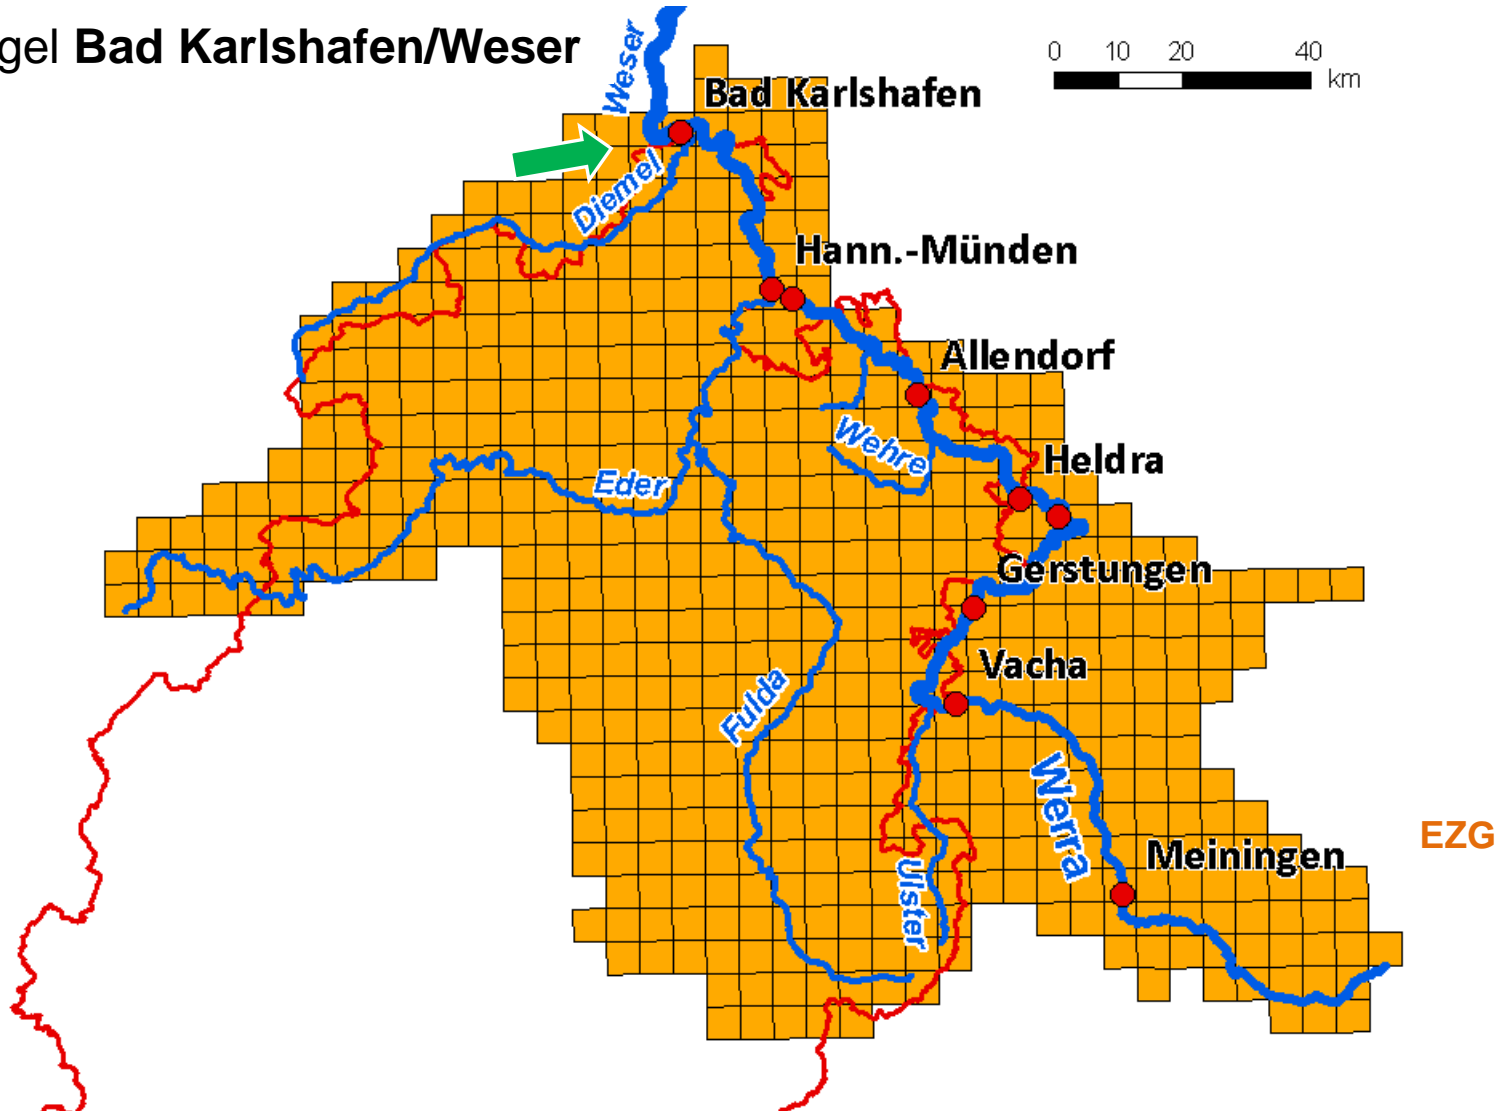 gel Bad Karlshafen/Weser
0 10 20 40
km
Weser
Bad Karlshafen
Diemel
Hann.-Münden
Allendorf
Wehre
Heldra
Eder
Gerstungen
Vacha
Fulda
Werra
EZG
Meiningen
Ulster